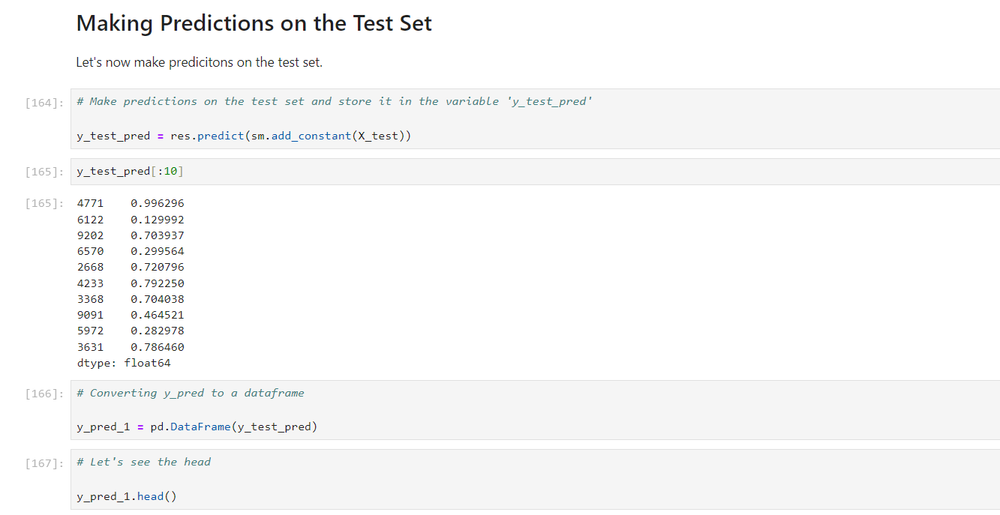 Making Predictions on the Test Set
Let's now make predicitons on the test set.
[164]: # Make predictions on the test set and store it in the variable 'y_test_pred'
y_test_pred = res.predict(sm.add_constant(X_test))
[165]: y_test_pred[:10]
[165]: 4771    0.996296
6122    0.129992
9202    0.703937
6570    0.299564
2668    0.720796
4233    0.792250
3368    0.704038
9091    0.464521
5972    0.282978
3631    0.786460
dtype: float64
[166]: # Converting y_pred to a dataframe
y_pred_1 = pd.DataFrame(y_test_pred)
[167]: # Let's see the head
y_pred_1.head()